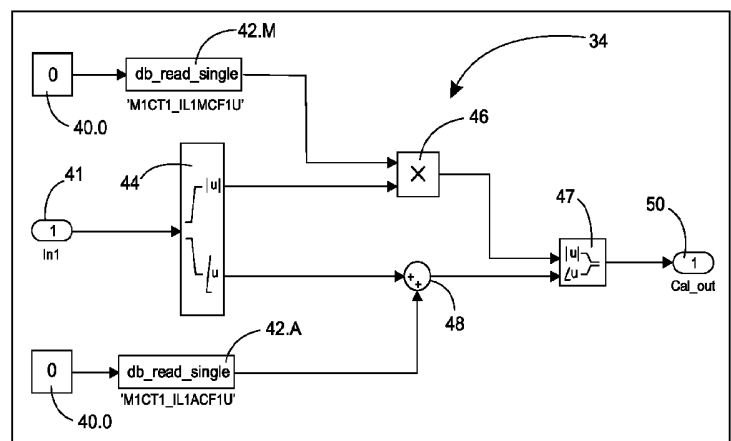 42.M
0
db_read_single
34
'M1CT1_IL1MCF1U'
40.0
46
×
41
44
|u|
47
50
1
In1
|u|
∠u
1
Cal_out
∠u
+
+
48
42.A
0
db_read_single
'M1CT1_IL1ACF1U'
40.0